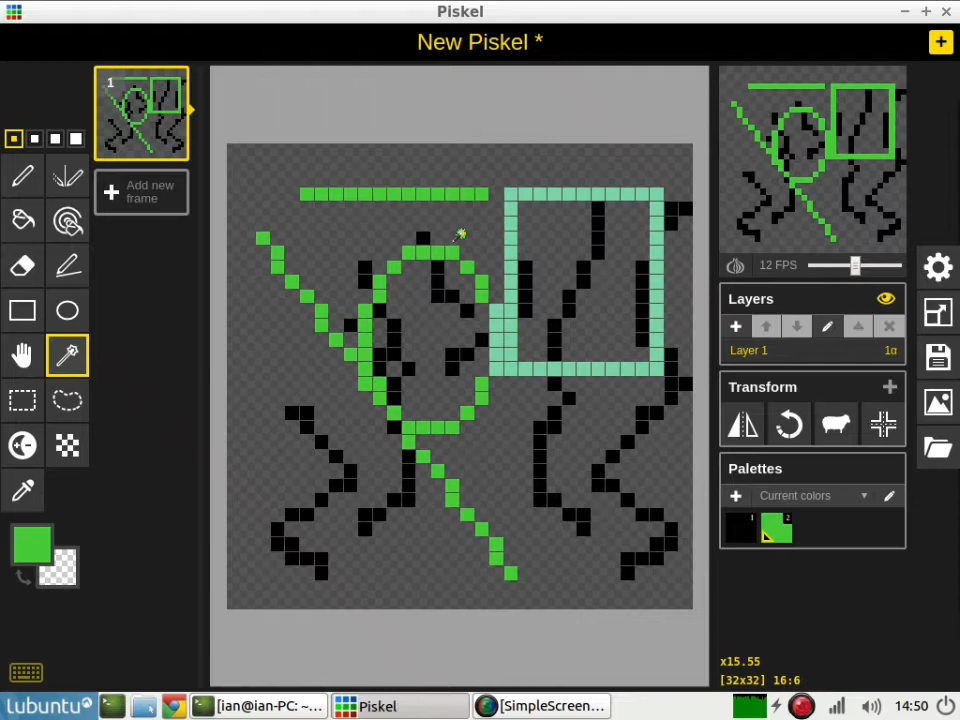 Piskel
New Piskel *
1
Add new
frame
12 FPS
Layers
Layer 1
1α
Transform
Palettes
Current colors
1
2
x15.55
[32x32] 16:6
lubuntu
[ian@ian-PC: ~...
Piskel
[SimpleScreen...
14:50